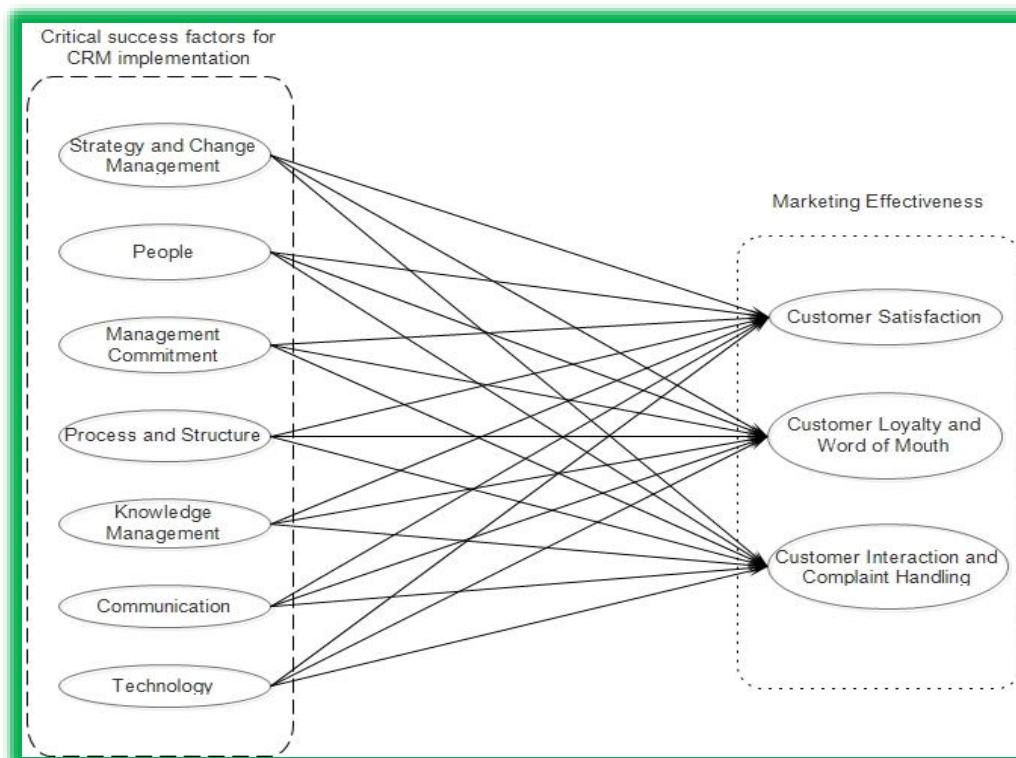 Critical success factors for
CRM implementation
Strategy and Change
Management
People
Management
Commitment
Process and Structure
Knowledge
Management
Communication
Technology
Marketing Effectiveness
Customer Satisfaction
Customer Loyalty and
Word of Mouth
Customer Interaction and
Complaint Handling